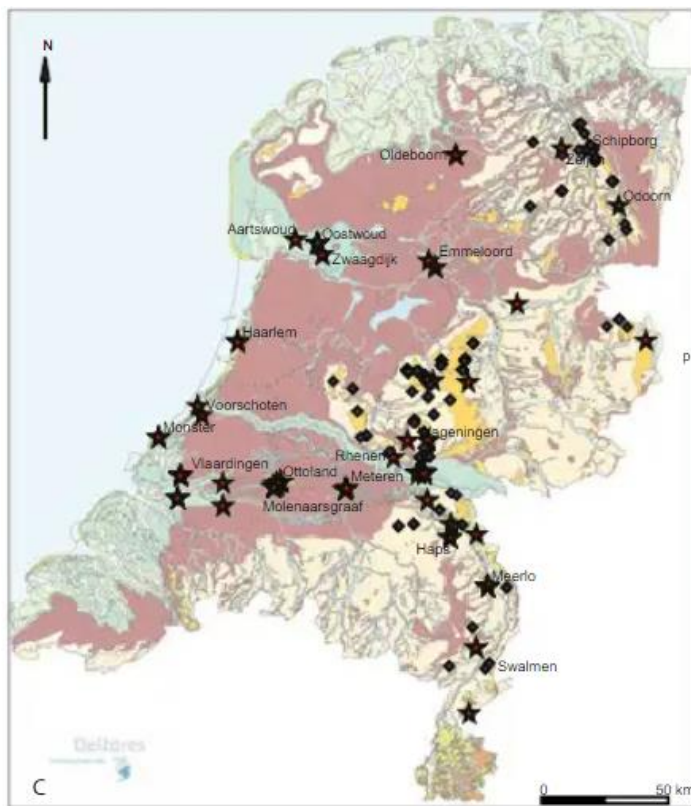 N
Schipborg
Oldeboorn
Odoorn
Aartswoud
Oostwoud
Zwaagdijk
Emmeloord
Haarlem
p
Voorschoten
Monster
Wageningen
Rhenen
Vlaardingen
Ottoland
Meteren
Molenaarsgraaf
Haps
Meerlo
Swalmen
Deltares
C
0
50 km